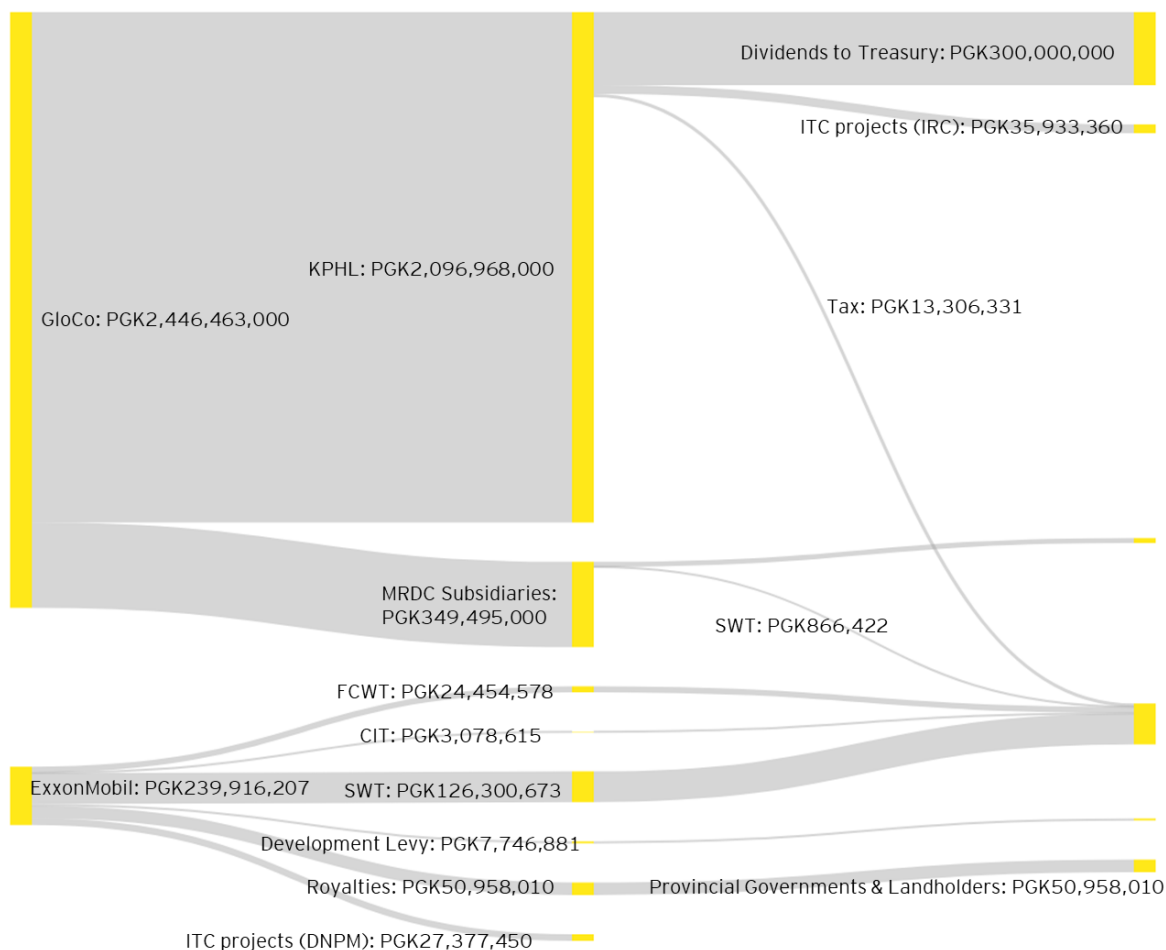 Dividends to Treasury: PGK300,000,000
ITC projects (IRC): PGK35,933,360
KPHL: PGK2,096,968,000
Tax: PGK13,306,331
GloCo: PGK2,446,463,000
MRDC Subsidiaries:
PGK349,495,000
SWT: PGK866,422
FCWT: PGK24,454,578
CIT: PGK3,078,615
ExxonMobil: PGK239,916,207
SWT: PGK126,300,673
Development Levy: PGK7,746,881
Royalties: PGK50,958,010
Provincial Governments & Landholders: PGK50,958,010
ITC projects (DNPM): PGK27,377,450